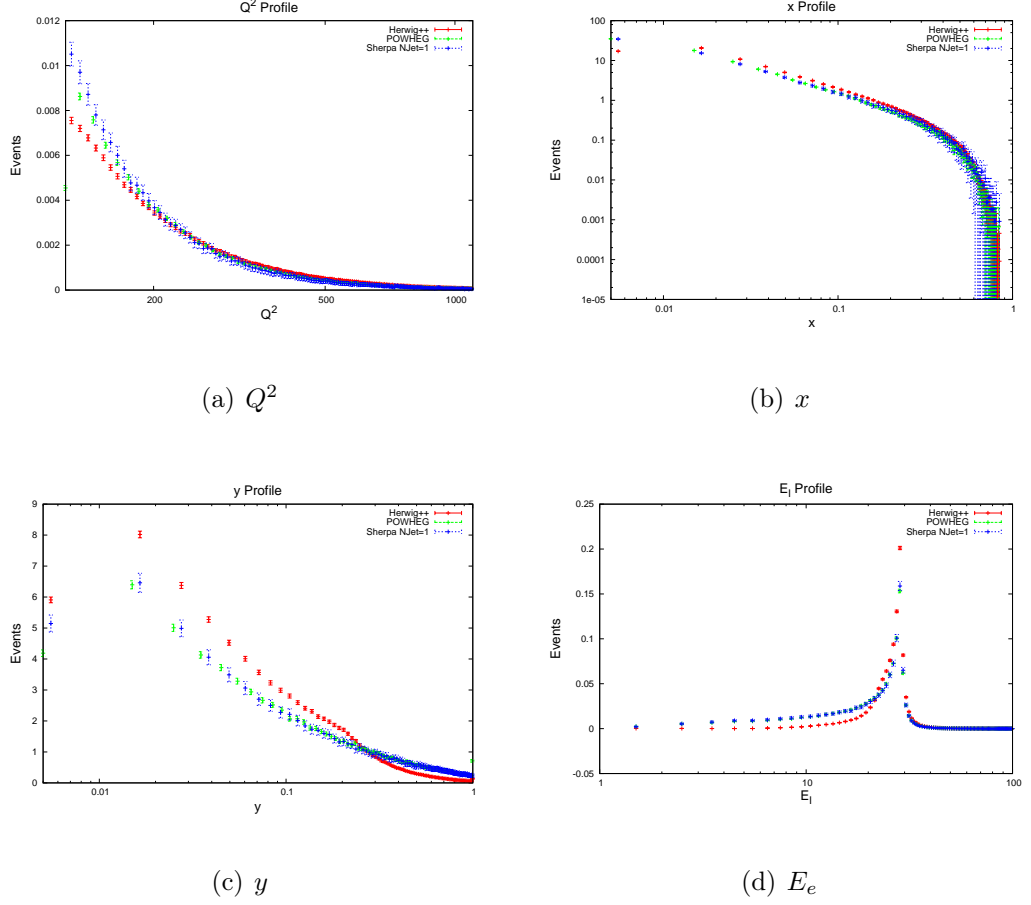 Q² Profile
Herwig++
POWHEG
Sherpa NJet=1
0.012
0.01
0.008
0.006
0.004
0.002
0
Events
200
500
1000
Q²
(a) Q²
x Profile
Herwig++
POWHEG
Sherpa NJet=1
100
10
1
0.1
0.01
0.001
0.0001
1e-05
Events
0.01
0.1
1
x
(b) x
y Profile
Herwig++
POWHEG
Sherpa NJet=1
9
8
7
6
5
4
3
2
1
0
Events
0.01
0.1
1
y
(c) y
E_l Profile
Herwig++
POWHEG
Sherpa NJet=1
0.25
0.2
0.15
0.1
0.05
0
-0.05
Events
1
10
100
E_l
(d) E_e